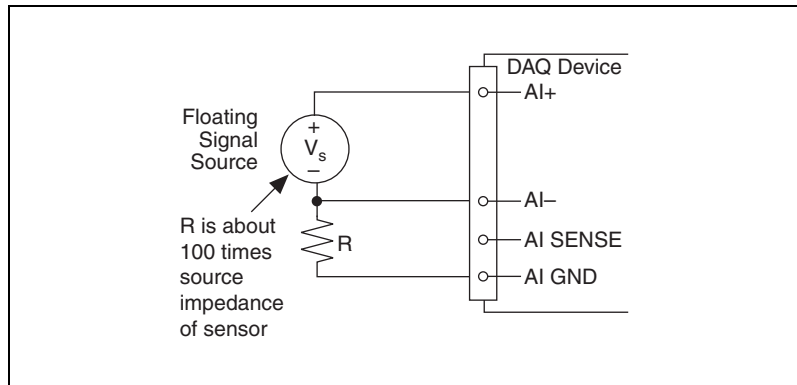 DAQ Device
AI+
Floating
Signal
Source
+
Vs
–
AI–
R is about
100 times
source
impedance
of sensor
R
AI SENSE
AI GND